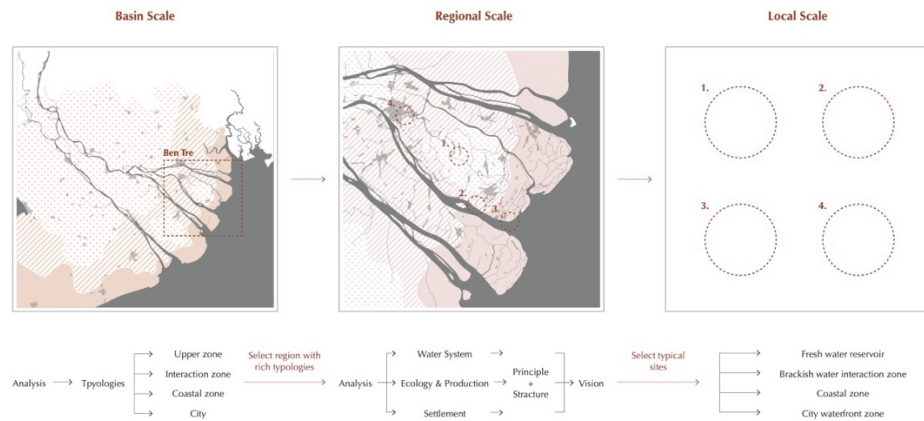 Basin Scale
Regional Scale
Local Scale
Ben Tre
4.
1.
2.
3.
1.
2.
3.
4.
Analysis
Tpyologies
Upper zone
Interaction zone
Coastal zone
City
Select region with
rich typologies
Analysis
Water System
Ecology & Production
Settlement
Principle
+
Stracture
Vision
Select typical
sites
Fresh water reservoir
Brackish water interaction zone
Coastal zone
City waterfront zone